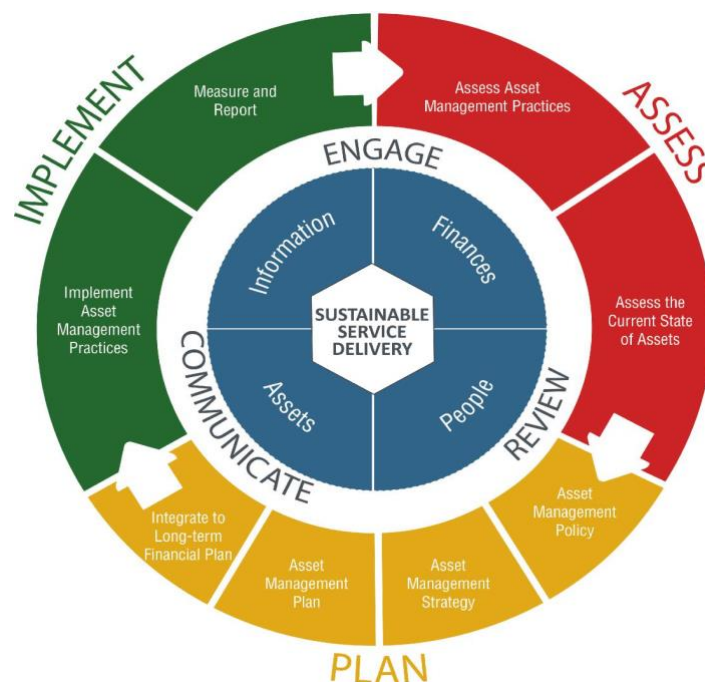 IMPLEMENT
ASSESS
PLAN
Measure and
Report
Assess Asset
Management Practices
Assess the
Current State
of Assets
Asset
Management
Policy
Asset
Management
Strategy
Asset
Management
Plan
Integrate to
Long-term
Financial Plan
Implement
Asset
Management
Practices
ENGAGE
REVIEW
COMMUNICATE
Information
Finances
People
Assets
SUSTAINABLE
SERVICE
DELIVERY